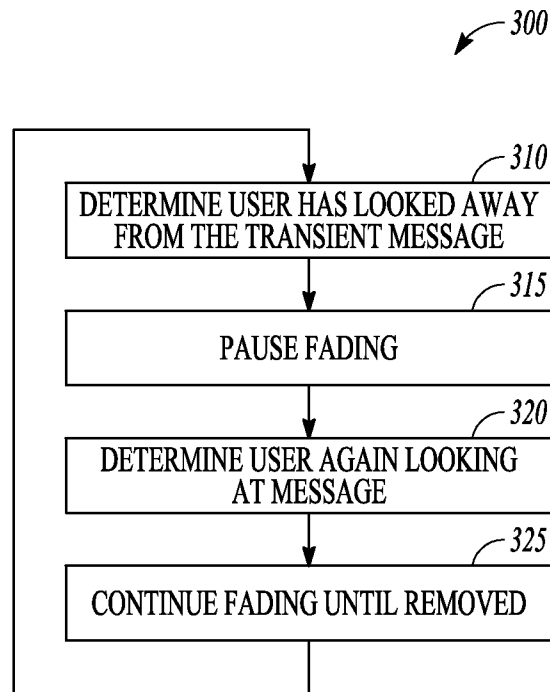 300
310
DETERMINE USER HAS LOOKED AWAY
FROM THE TRANSIENT MESSAGE
315
PAUSE FADING
320
DETERMINE USER AGAIN LOOKING
AT MESSAGE
325
CONTINUE FADING UNTIL REMOVED